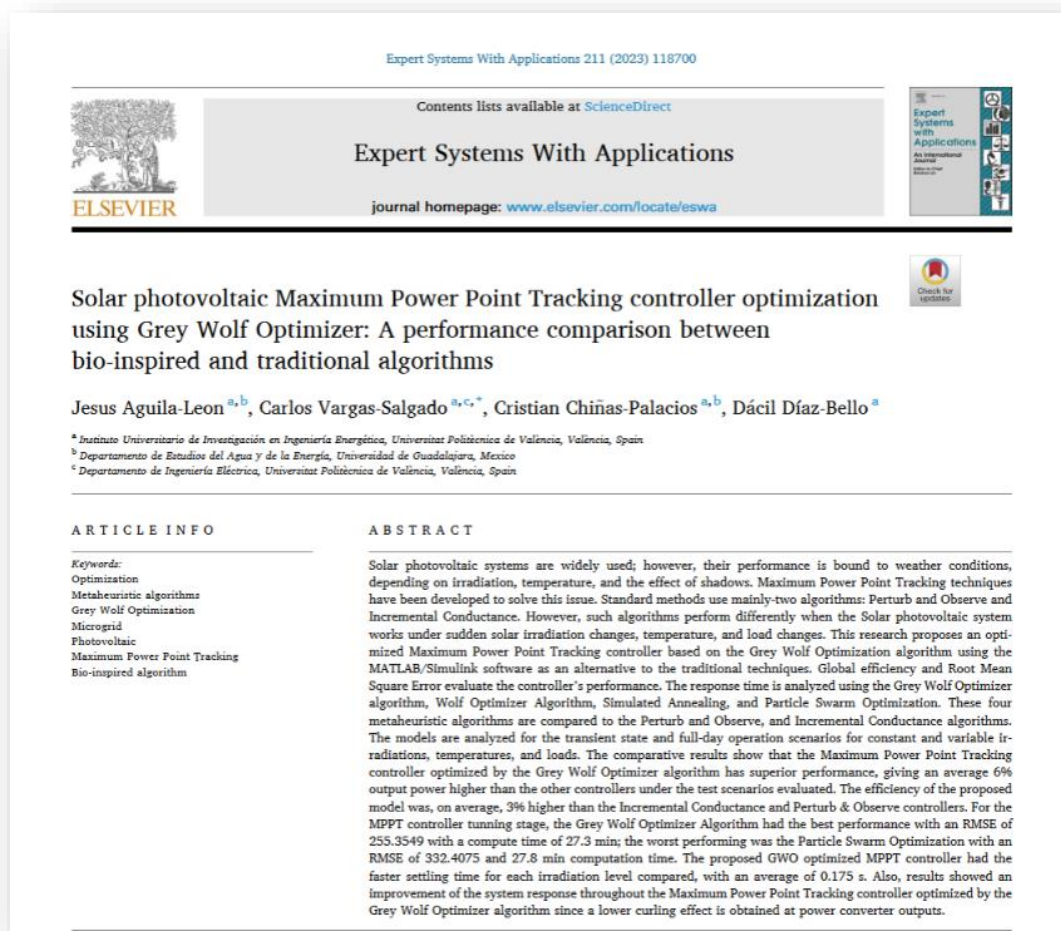 Expert Systems With Applications 211 (2023) 118700
Contents lists available at ScienceDirect
Expert Systems With Applications
journal homepage: www.elsevier.com/locate/eswa
ELSEVIER
Expert
Systems
with
Applications
An International
Journal
Check for
updates
Solar photovoltaic Maximum Power Point Tracking controller optimization
using Grey Wolf Optimizer: A performance comparison between
bio-inspired and traditional algorithms
Jesus Aguila-Leon a,b, Carlos Vargas-Salgado a,c,*, Cristian Chiñas-Palacios a,b, Dácil Díaz-Bello a
a Instituto Universitario de Investigación en Ingeniería Energética, Universitat Politècnica de València, València, Spain
b Departamento de Estudios del Agua y de la Energía, Universidad de Guadalajara, Mexico
c Departamento de Ingeniería Eléctrica, Universitat Politècnica de València, València, Spain
ARTICLE INFO
Keywords:
Optimization
Metaheuristic algorithms
Grey Wolf Optimization
Microgrid
Photovoltaic
Maximum Power Point Tracking
Bio-inspired algorithm
ABSTRACT
Solar photovoltaic systems are widely used; however, their performance is bound to weather conditions,
depending on irradiation, temperature, and the effect of shadows. Maximum Power Point Tracking techniques
have been developed to solve this issue. Standard methods use mainly-two algorithms: Perturb and Observe and
Incremental Conductance. However, such algorithms perform differently when the Solar photovoltaic system
works under sudden solar irradiation changes, temperature, and load changes. This research proposes an opti-
mized Maximum Power Point Tracking controller based on the Grey Wolf Optimization algorithm using the
MATLAB/Simulink software as an alternative to the traditional techniques. Global efficiency and Root Mean
Square Error evaluate the controller's performance. The response time is analyzed using the Grey Wolf Optimizer
algorithm, Wolf Optimizer Algorithm, Simulated Annealing, and Particle Swarm Optimization. These four
metaheuristic algorithms are compared to the Perturb and Observe, and Incremental Conductance algorithms.
The models are analyzed for the transient state and full-day operation scenarios for constant and variable ir-
radiations, temperatures, and loads. The comparative results show that the Maximum Power Point Tracking
controller optimized by the Grey Wolf Optimizer algorithm has superior performance, giving an average 6%
output power higher than the other controllers under the test scenarios evaluated. The efficiency of the proposed
model was, on average, 3% higher than the Incremental Conductance and Perturb & Observe controllers. For the
MPPT controller tunning stage, the Grey Wolf Optimizer Algorithm had the best performance with an RMSE of
255.3549 with a compute time of 27.3 min; the worst performing was the Particle Swarm Optimization with an
RMSE of 332.4075 and 27.8 min computation time. The proposed GWO optimized MPPT controller had the
faster settling time for each irradiation level compared, with an average of 0.175 s. Also, results showed an
improvement of the system response throughout the Maximum Power Point Tracking controller optimized by the
Grey Wolf Optimizer algorithm since a lower curling effect is obtained at power converter outputs.